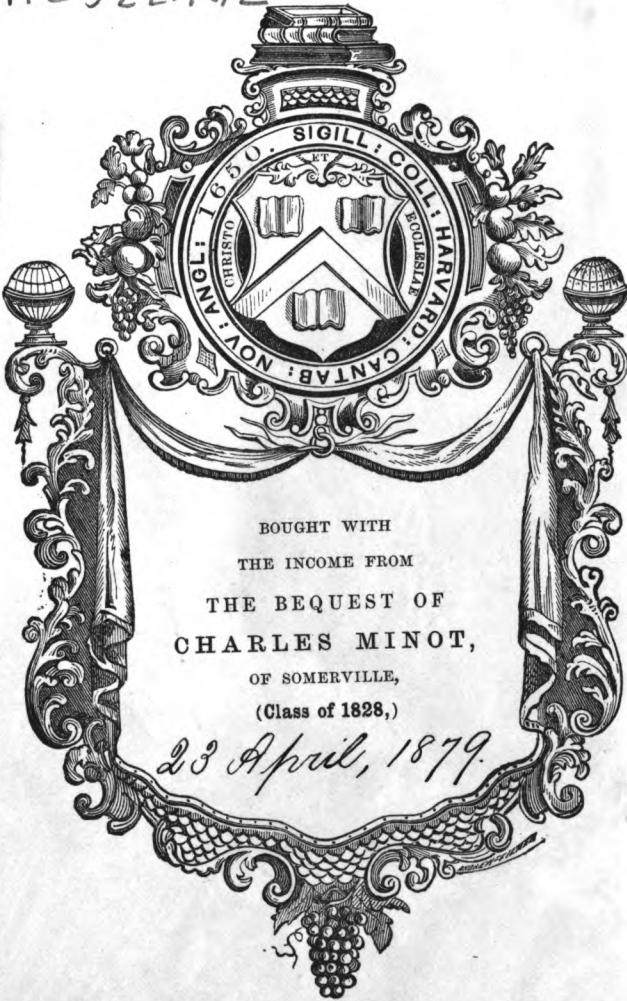 SIGILL: COLL: HARVARD: CANTAB: NOV: ANGL: 1650.
ET
CHRISTO
ECCLESIAE
BOUGHT WITH
THE INCOME FROM
THE BEQUEST OF
CHARLES MINOT,
OF SOMERVILLE,
(Class of 1828,)
23 April, 1879.